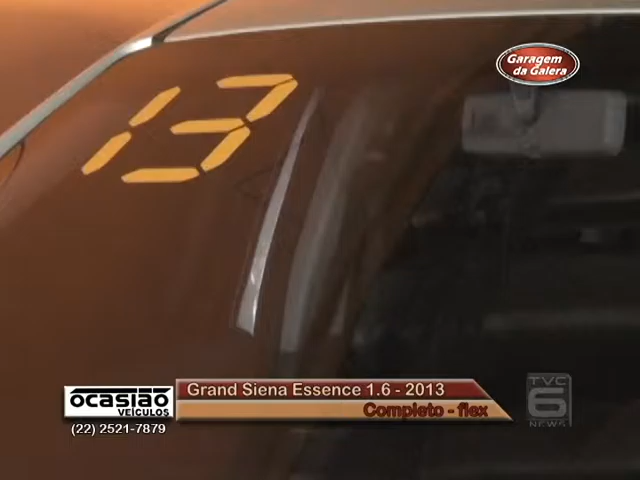 Garagem
da Galera
13
ocasião
VEÍCULOS
(22) 2521-7879
Grand Siena Essence 1.6 - 2013
Completo - flex
TVC
6
NEWS